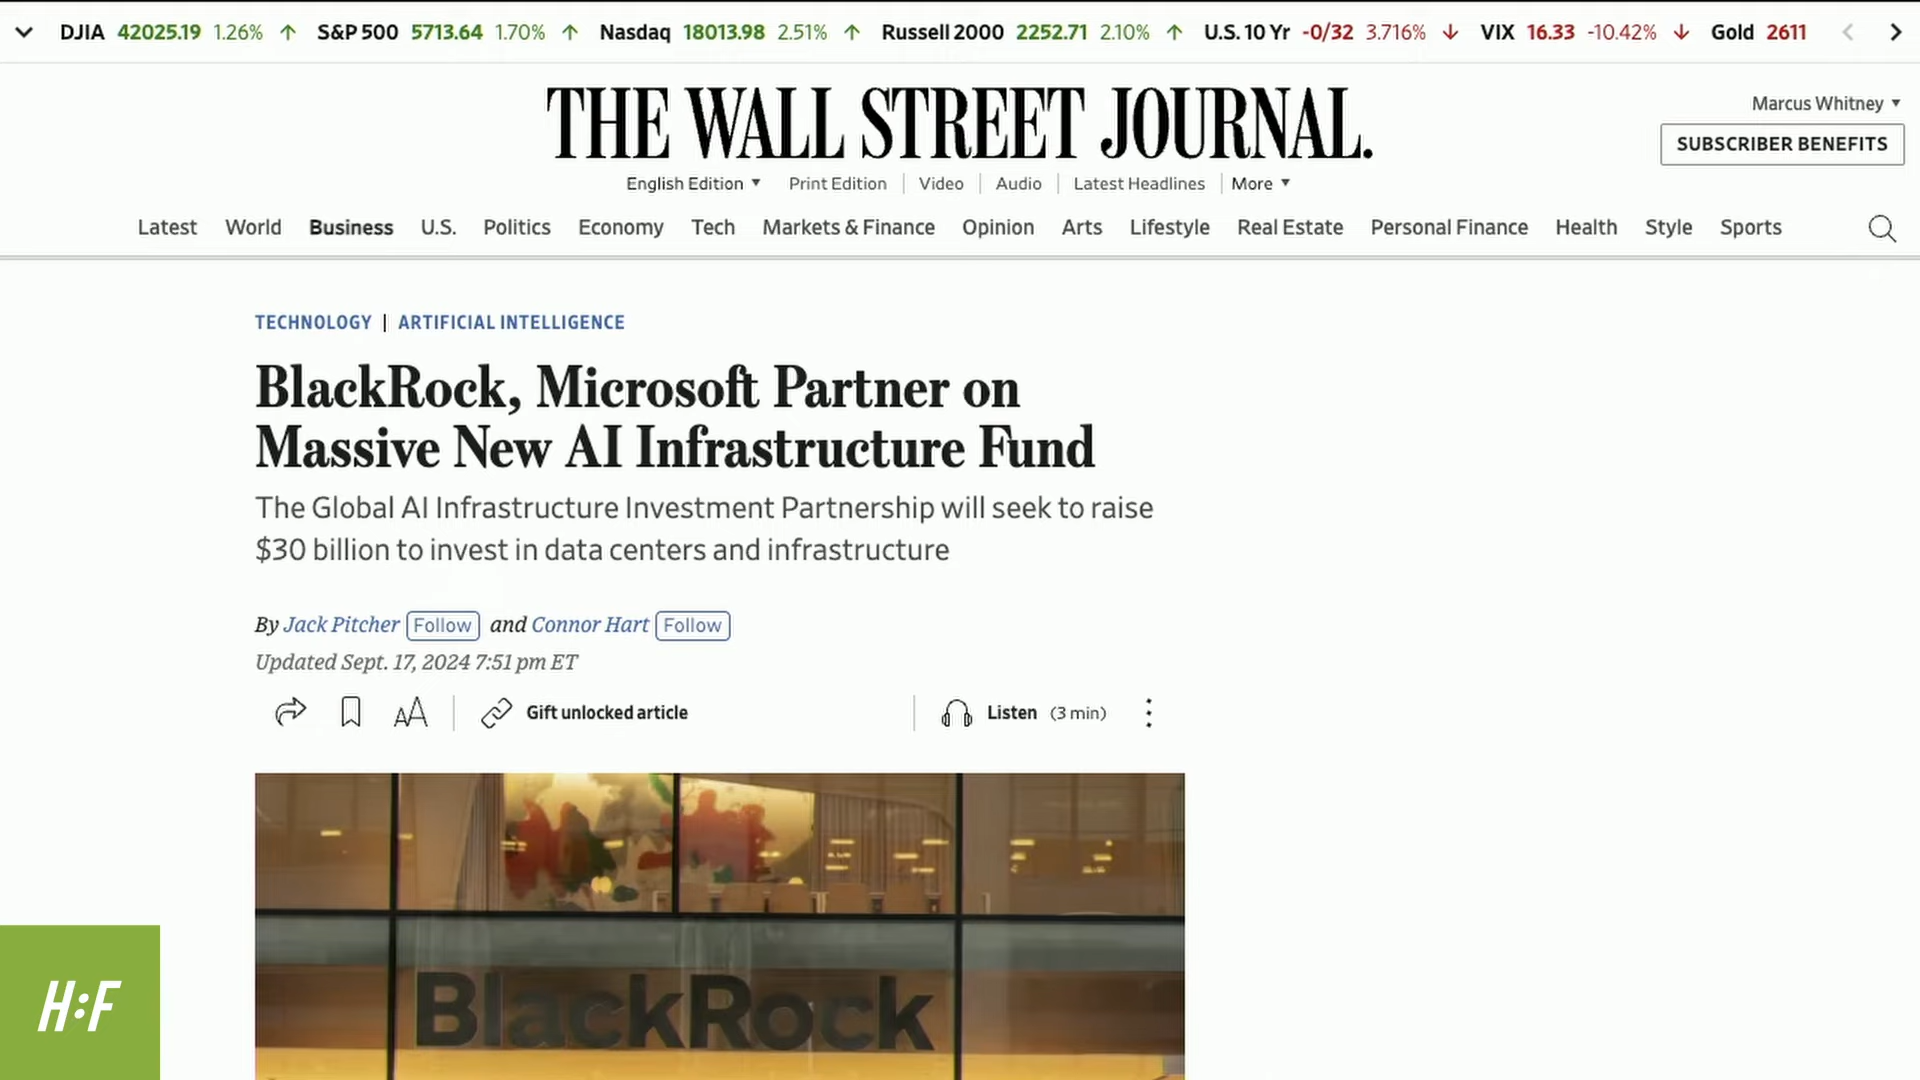 DJIA 42025.19 1.26% S&P 500 5713.64 1.70% Nasdaq 18013.98 2.51% Russell 2000 2252.71 2.10% U.S. 10 Yr -0/32 3.716% VIX 16.33 -10.42% Gold 2611
THE WALL STREET JOURNAL.
Marcus Whitney
SUBSCRIBER BENEFITS
English Edition Print Edition Video Audio Latest Headlines More
Latest World Business U.S. Politics Economy Tech Markets & Finance Opinion Arts Lifestyle Real Estate Personal Finance Health Style Sports
TECHNOLOGY | ARTIFICIAL INTELLIGENCE
BlackRock, Microsoft Partner on
Massive New AI Infrastructure Fund
The Global AI Infrastructure Investment Partnership will seek to raise
$30 billion to invest in data centers and infrastructure
By Jack Pitcher Follow and Connor Hart Follow
Updated Sept. 17, 2024 7:51 pm ET
AA Gift unlocked article Listen (3 min)
BlackRock
H:F